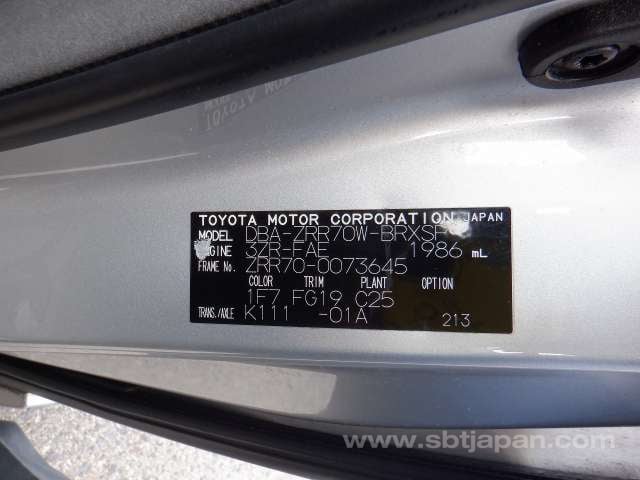 TOYOTA MOTOR CORPORATION JAPAN
MODEL DBA-ZRR70W-BRXSP
ENGINE 3ZR-FAE 1986 mL
FRAME No. ZRR70-0073645
COLOR TRIM PLANT OPTION
1F7 FG19 C25
TRANS./AXLE K111 -01A 213
www.sbtjapan.com